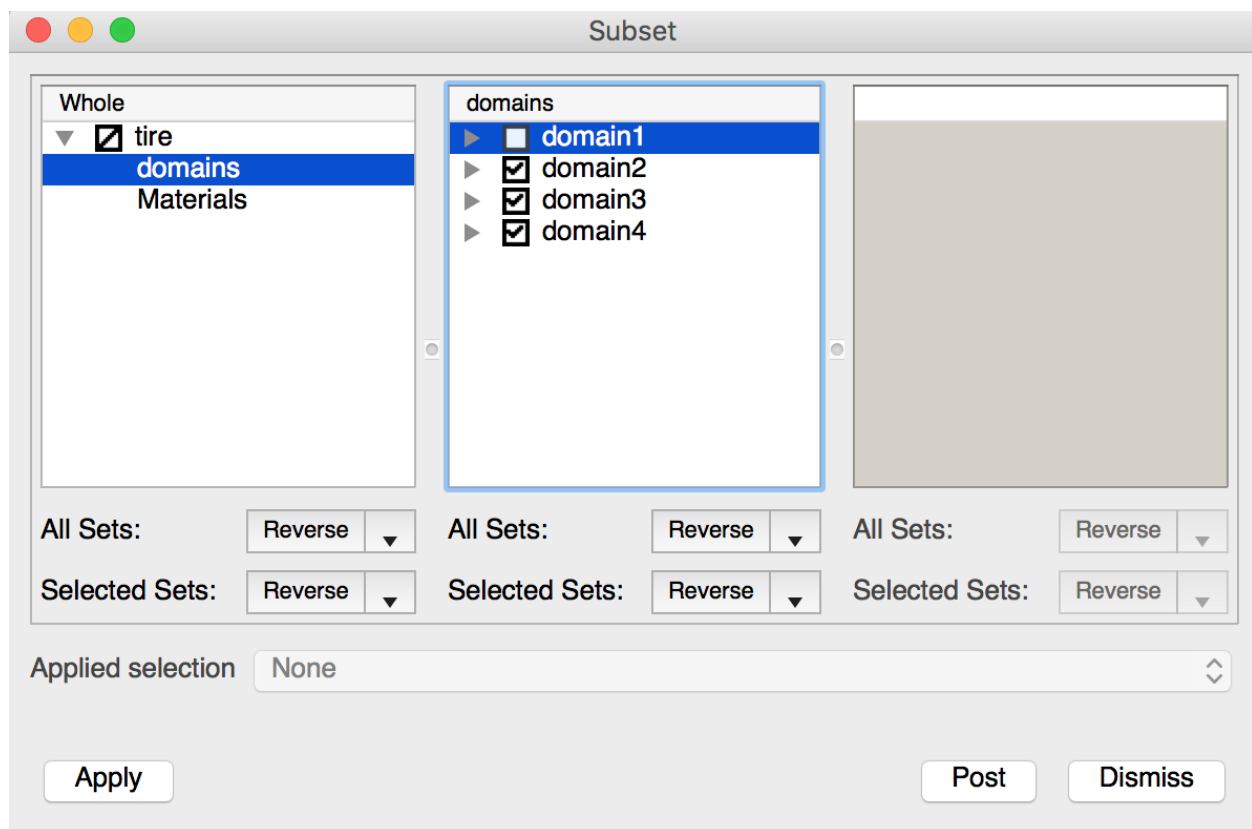 Subset
Whole
tire
domains
Materials
domains
domain1
domain2
domain3
domain4
All Sets: Reverse
Selected Sets: Reverse
All Sets: Reverse
Selected Sets: Reverse
All Sets: Reverse
Selected Sets: Reverse
Applied selection None
Apply Post Dismiss